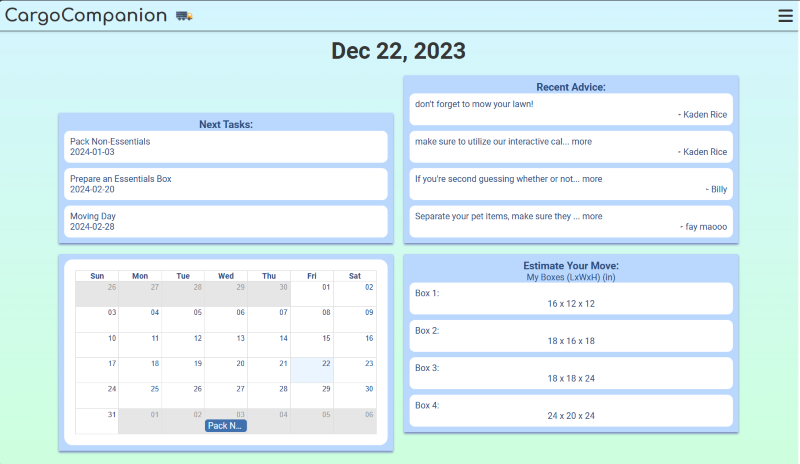 CargoCompanion
Dec 22, 2023
Next Tasks:
Pack Non-Essentials
2024-01-03
Prepare an Essentials Box
2024-02-20
Moving Day
2024-02-28
Recent Advice:
don't forget to mow your lawn!
- Kaden Rice
make sure to utilize our interactive cal... more
- Kaden Rice
If you're second guessing whether or not... more
- Billy
Separate your pet items, make sure they ... more
- fay maooo
Sun Mon Tue Wed Thu Fri Sat
26 27 28 29 30 01 02
03 04 05 06 07 08 09
10 11 12 13 14 15 16
17 18 19 20 21 22 23
24 25 26 27 28 29 30
31 01 02 03 04 05 06
Pack N...
Estimate Your Move:
My Boxes (LxWxH) (in)
Box 1:
16 x 12 x 12
Box 2:
18 x 16 x 18
Box 3:
18 x 18 x 24
Box 4:
24 x 20 x 24